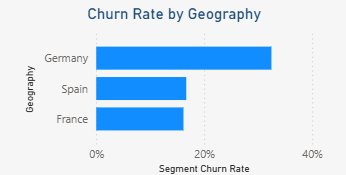 Churn Rate by Geography
Geography
Germany
Spain
France
0%
20%
40%
Segment Churn Rate